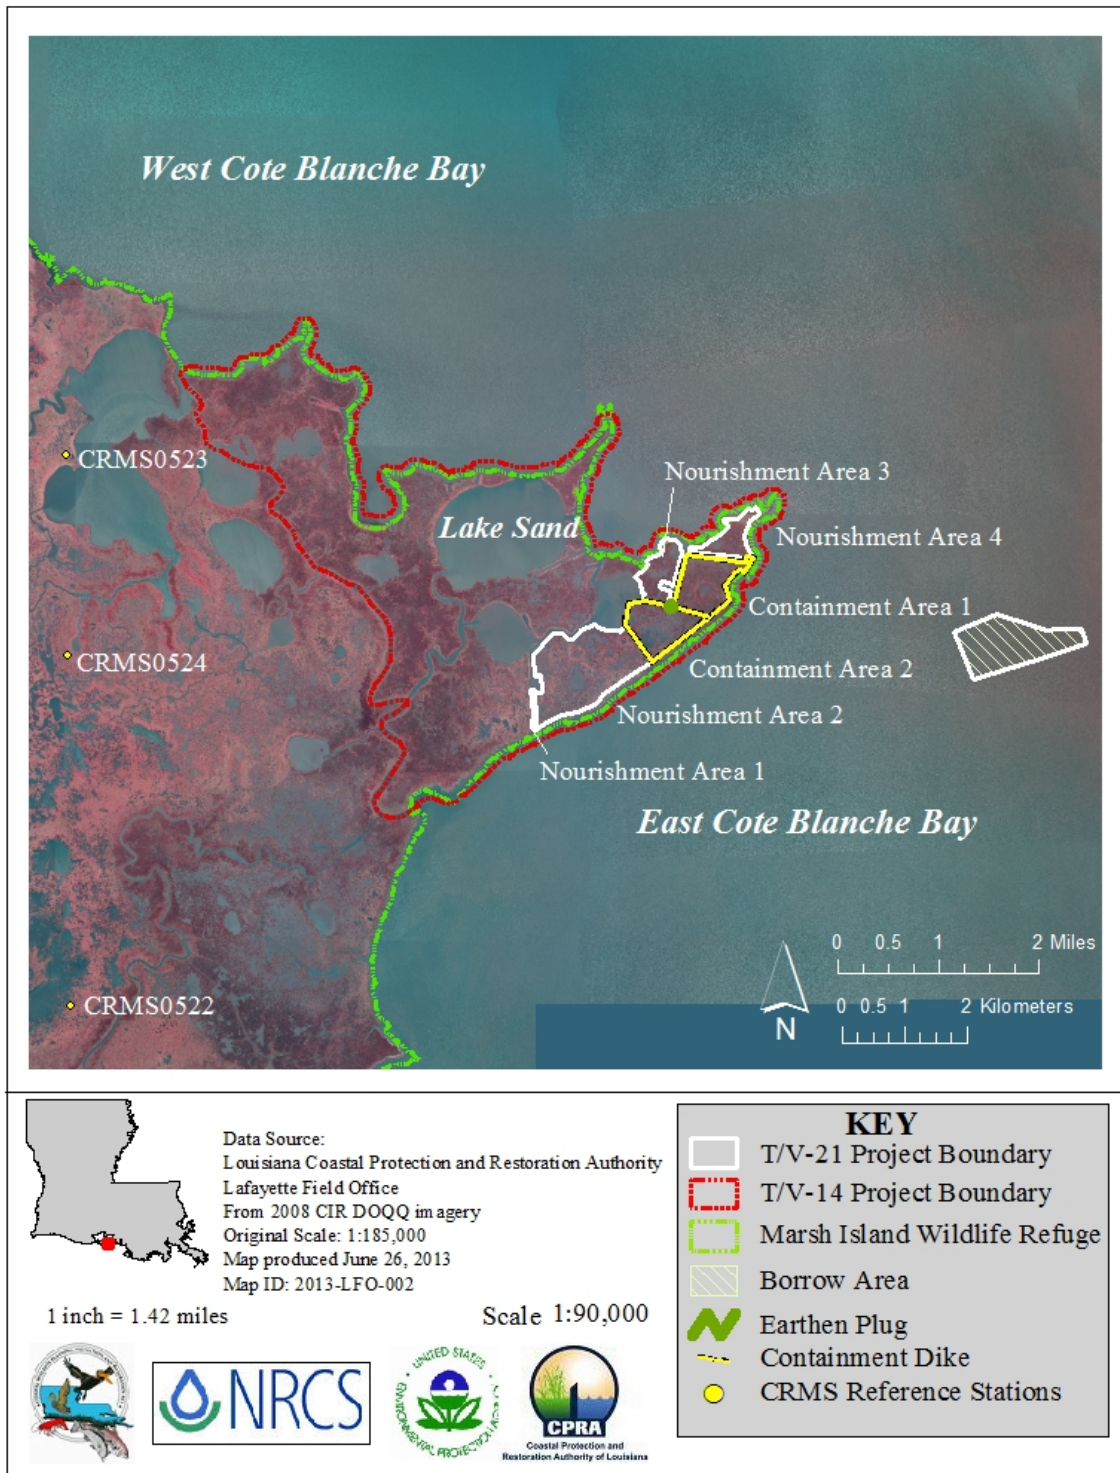 West Cote Blanche Bay
CRMS0523
Nourishment Area 3
Lake Sand
Nourishment Area 4
Containment Area 1
CRMS0524
Containment Area 2
Nourishment Area 2
Nourishment Area 1
East Cote Blanche Bay
0 0.5 1 2 Miles
0 0.5 1 2 Kilometers
N
CRMS0522
Data Source:
Louisiana Coastal Protection and Restoration Authority
Lafayette Field Office
From 2008 CIR DOQQ imagery
Original Scale: 1:185,000
Map produced June 26, 2013
Map ID: 2013-LFO-002
1 inch = 1.42 miles
Scale 1:90,000
KEY
T/V-21 Project Boundary
T/V-14 Project Boundary
Marsh Island Wildlife Refuge
Borrow Area
Earthen Plug
Containment Dike
CRMS Reference Stations
NRCS
UNITED STATES
ENVIRONMENTAL PROTECTION AGENCY
CPRA
Coastal Protection and
Restoration Authority of Louisiana